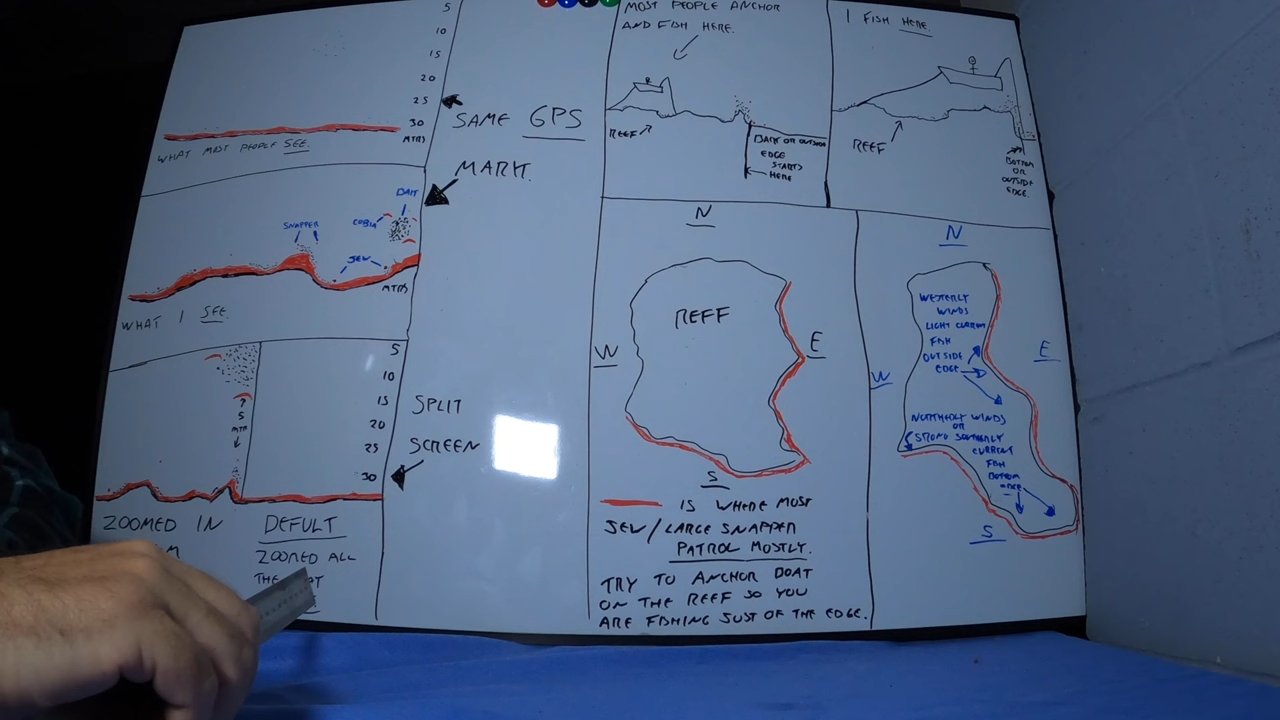 5
10
15
20
25
30
MTRS
WHAT MOST PEOPLE SEE.
SAME GPS
MARK.
BAIT
COBIA
SNAPPER
JEW
MTRS
WHAT I SEE.
5
10
15
20
25
30
?
5
MTR
SPLIT
SCREEN
ZOOMED IN
DEFULT
ZOOMED ALL
THE
MOST PEOPLE ANCHOR
AND FISH HERE.
REEF
BACK OR OUTSIDE
EDGE
STARTS
HERE
I FISH HERE.
REEF
BOTTOM
OR
OUTSIDE
EDGE.
N
W
REEF
E
S
IS WHERE MOST
JEW/LARGE SNAPPER
PATROL MOSTLY.
TRY TO ANCHOR BOAT
ON THE REEF SO YOU
ARE FISHING JUST OF THE EDGE.
N
WESTERLY
WINDS
LIGHT CURRENT
FISH
OUTSIDE
EDGE
E
W
NORTHERLY WINDS
OR
STRONG SOUTHERLY
CURRENT
FISH
BOTTOM
EDGE
S